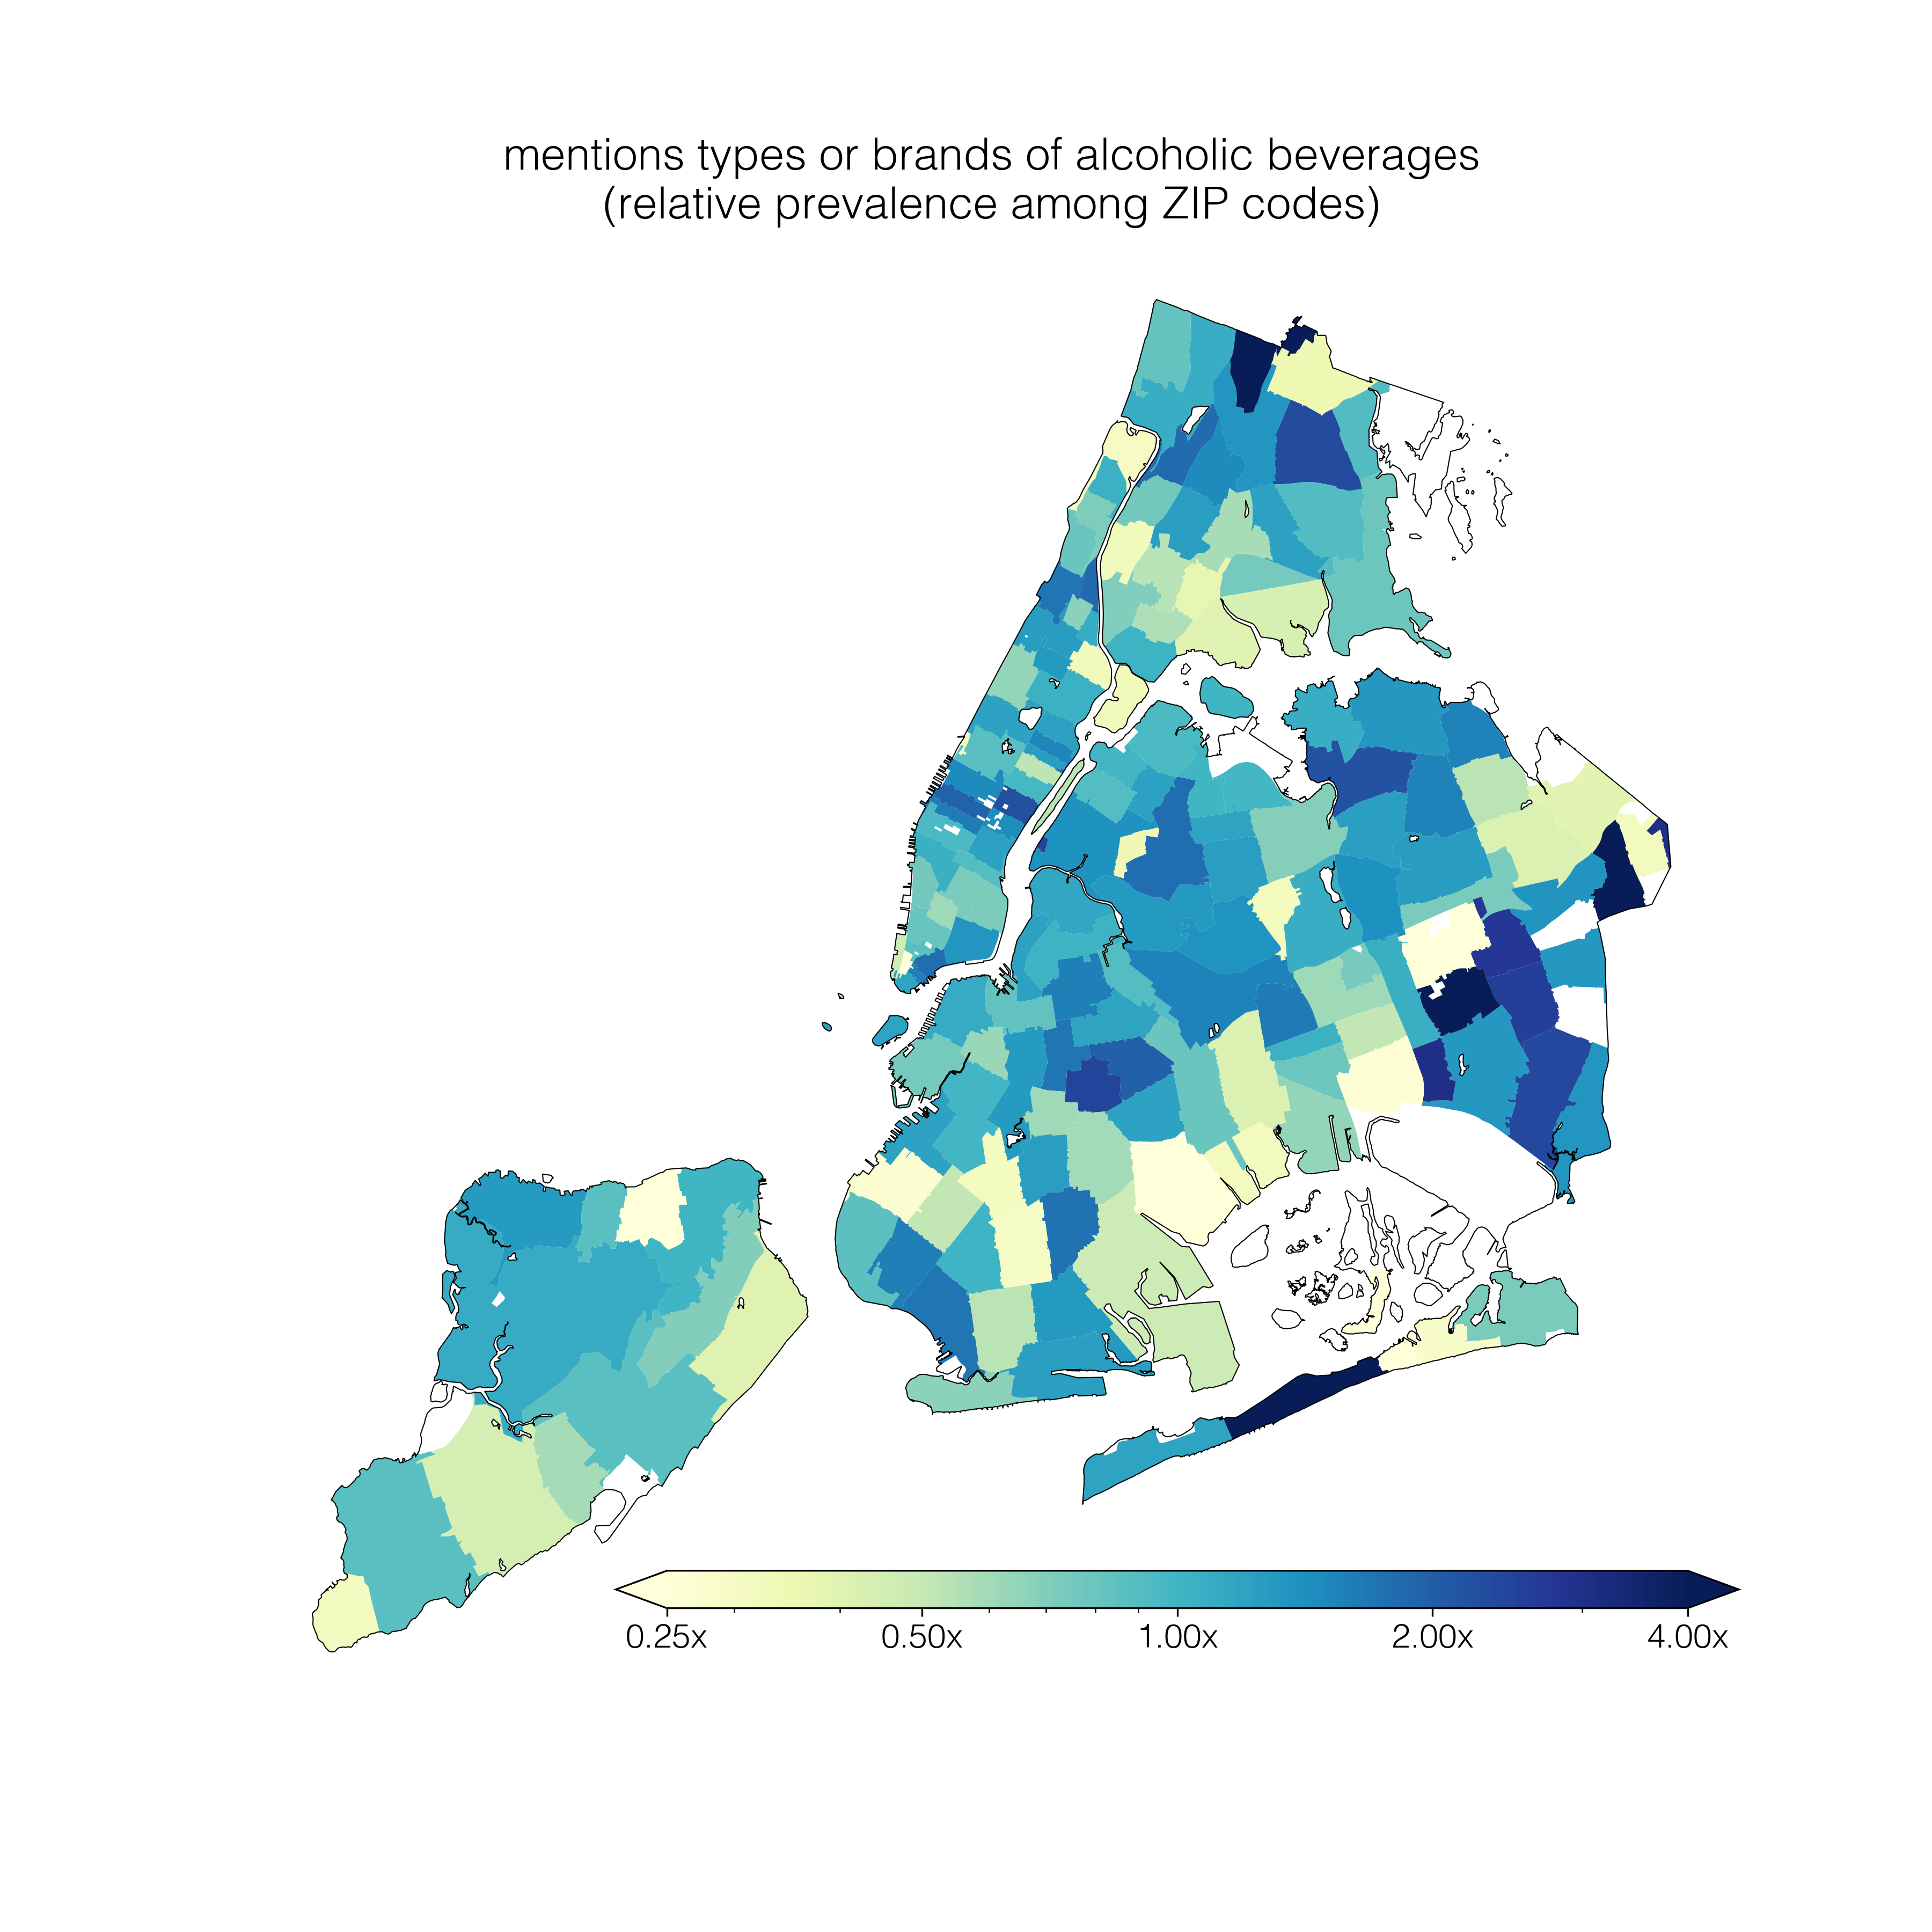 mentions types or brands of alcoholic beverages
(relative prevalence among ZIP codes)
0.25x 0.50x 1.00x 2.00x 4.00x